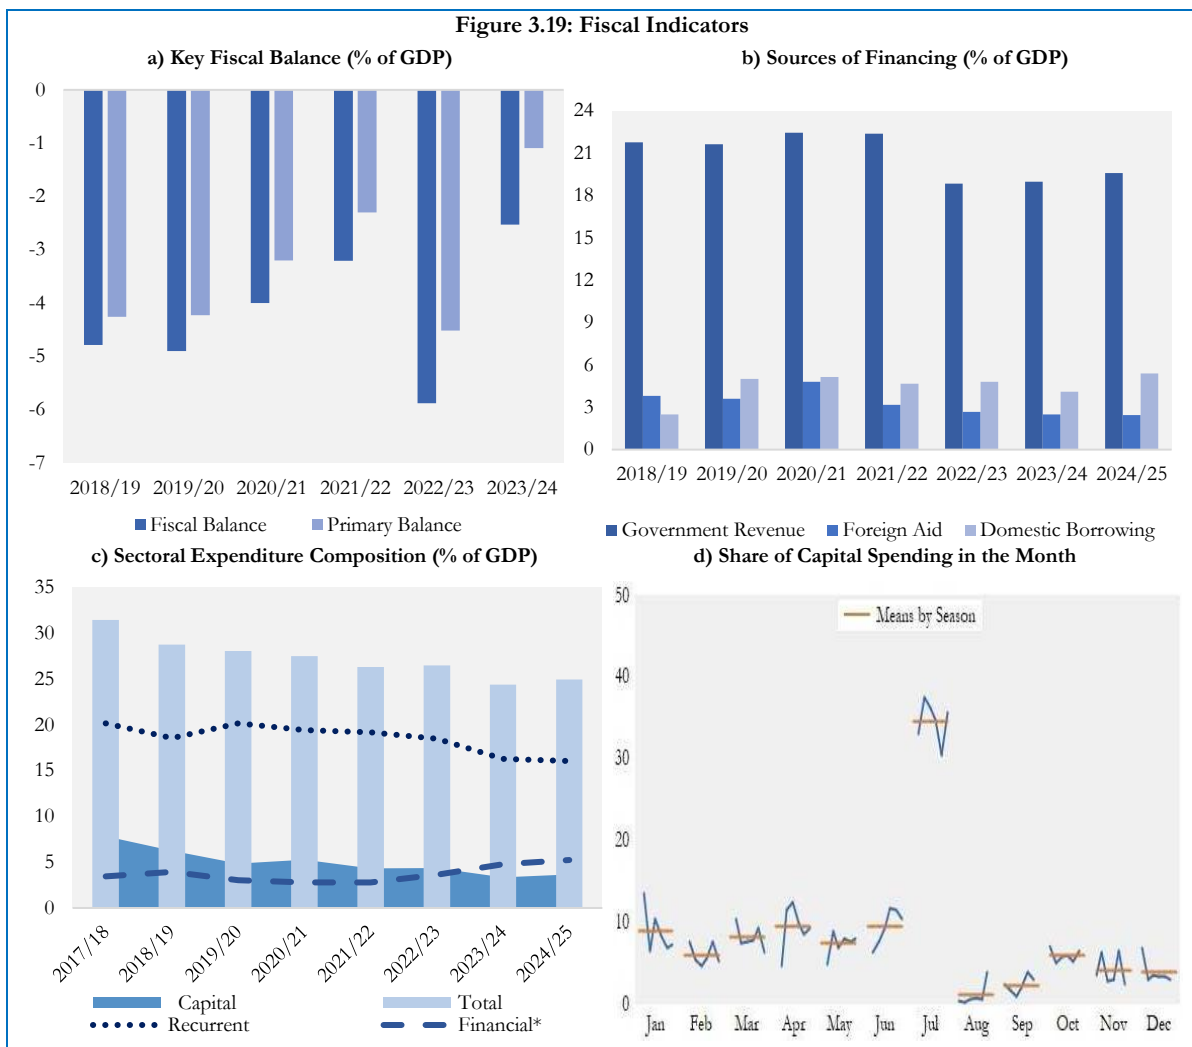 Figure 3.19: Fiscal Indicators
a) Key Fiscal Balance (% of GDP)
0
-1
-2
-3
-4
-5
-6
-7
2018/19 2019/20 2020/21 2021/22 2022/23 2023/24
Fiscal Balance Primary Balance
b) Sources of Financing (% of GDP)
24
21
18
15
12
9
6
3
0
2018/19 2019/20 2020/21 2021/22 2022/23 2023/24 2024/25
Government Revenue Foreign Aid Domestic Borrowing
c) Sectoral Expenditure Composition (% of GDP)
35
30
25
20
15
10
5
0
2017/18 2018/19 2019/20 2020/21 2021/22 2022/23 2023/24 2024/25
Capital Total
Recurrent Financial*
d) Share of Capital Spending in the Month
50
Means by Season
40
30
20
10
0
Jan Feb Mar Apr May Jun Jul Aug Sep Oct Nov Dec